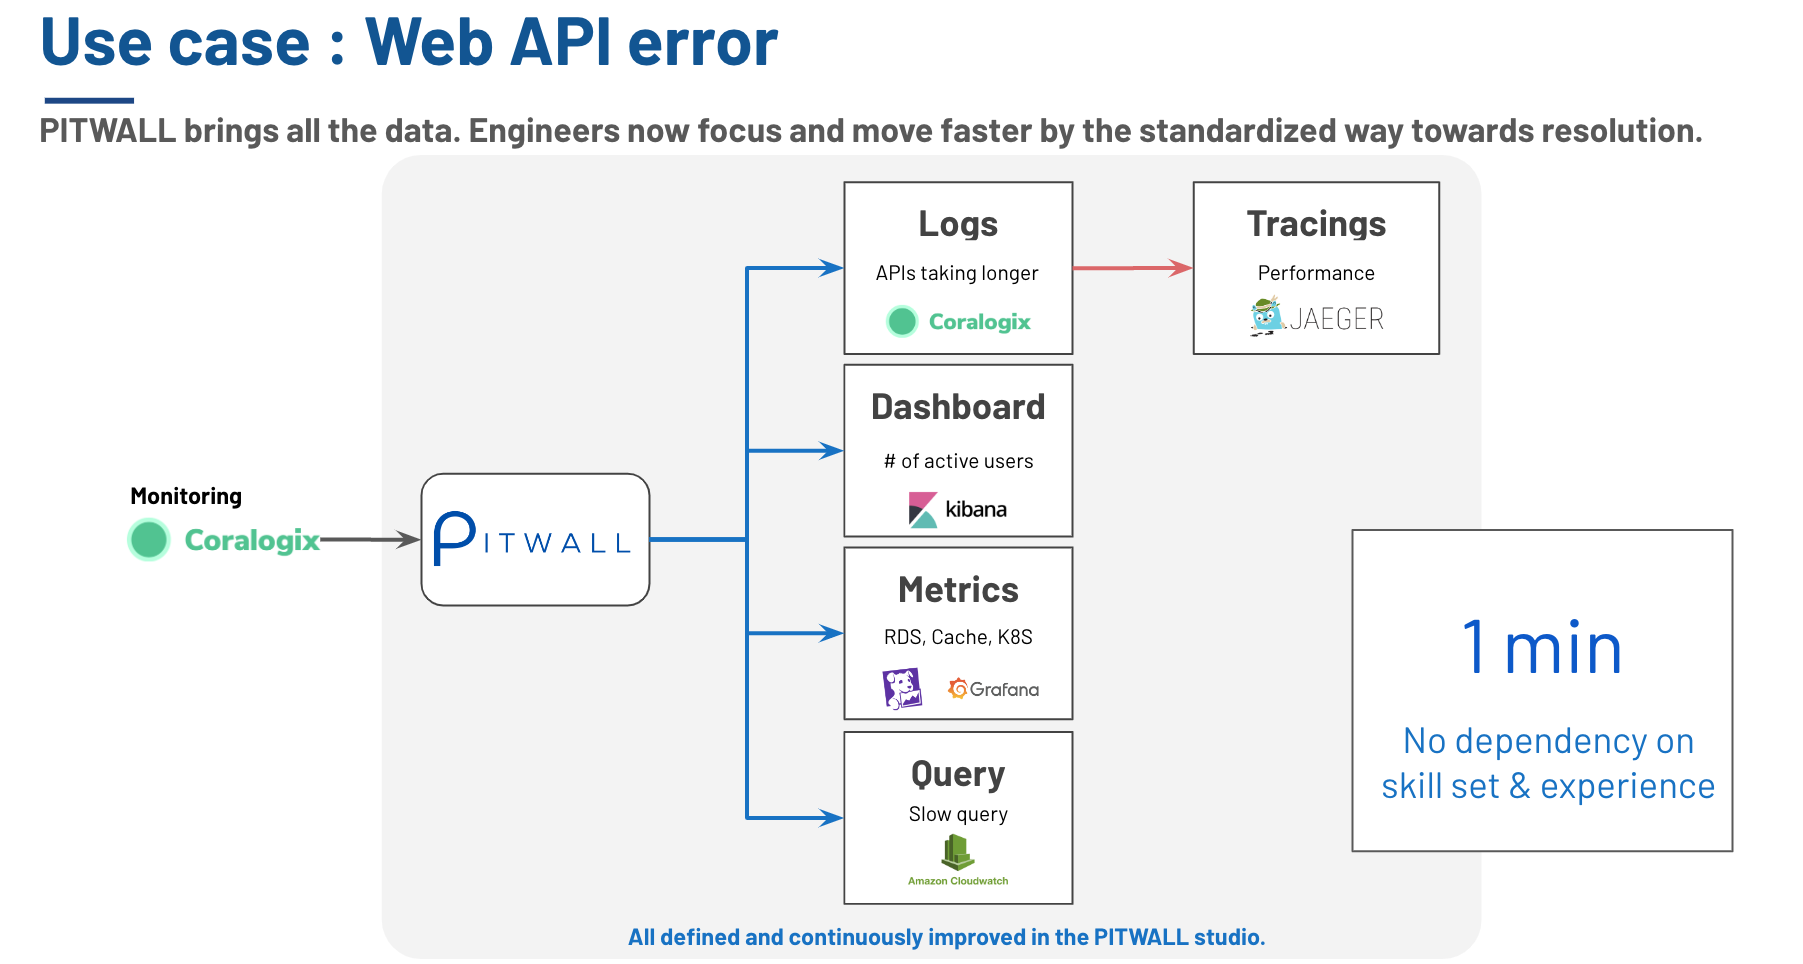 Use case : Web API error
PITWALL brings all the data. Engineers now focus and move faster by the standardized way towards resolution.
Monitoring
Coralogix
PITWALL
Logs
APIs taking longer
Coralogix
Tracings
Performance
JAEGER
Dashboard
# of active users
kibana
Metrics
RDS, Cache, K8S
Grafana
Query
Slow query
Amazon Cloudwatch
1 min
No dependency on
skill set & experience
All defined and continuously improved in the PITWALL studio.